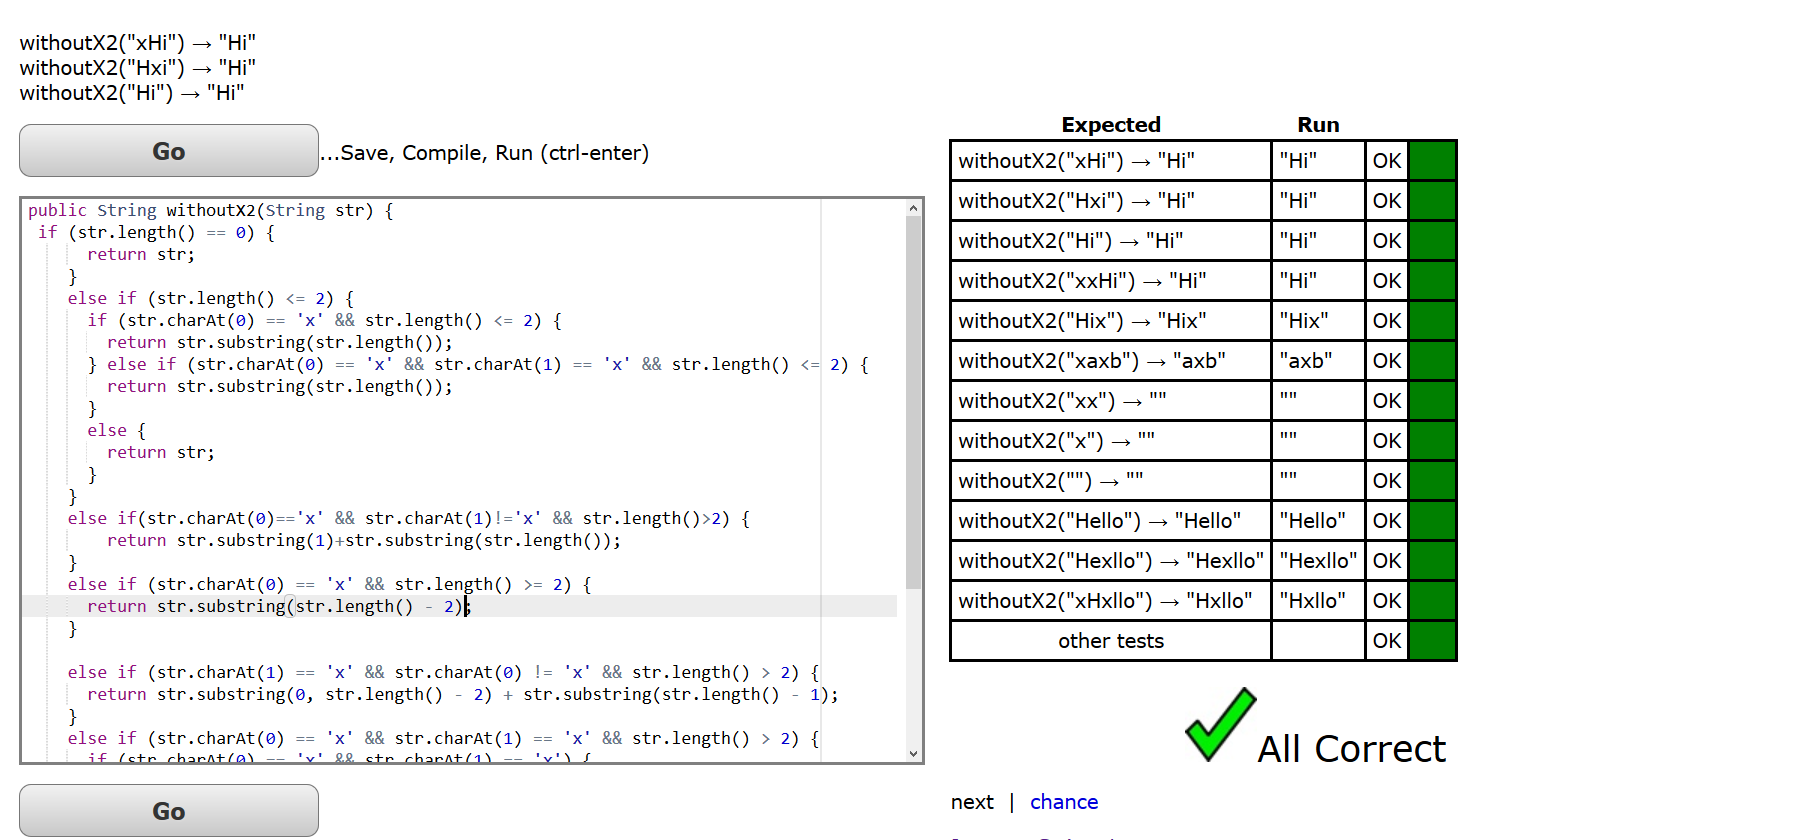 withoutX2("xHi") → "Hi"
withoutX2("Hxi") → "Hi"
withoutX2("Hi") → "Hi"
Go
...Save, Compile, Run (ctrl-enter)
public String withoutX2(String str) {
 if (str.length() == 0) {
      return str;
    }
    else if (str.length() <= 2) {
      if (str.charAt(0) == 'x' && str.length() <= 2) {
        return str.substring(str.length());
      } else if (str.charAt(0) == 'x' && str.charAt(1) == 'x' && str.length() <= 2) {
        return str.substring(str.length());
      }
      else {
        return str;
      }
    }
    else if(str.charAt(0)=='x' && str.charAt(1)!='x' && str.length()>2) {
        return str.substring(1)+str.substring(str.length());
    }
    else if (str.charAt(0) == 'x' && str.length() >= 2) {
      return str.substring(str.length() - 2);
    }
    else if (str.charAt(1) == 'x' && str.charAt(0) != 'x' && str.length() > 2) {
      return str.substring(0, str.length() - 2) + str.substring(str.length() - 1);
    }
    else if (str.charAt(0) == 'x' && str.charAt(1) == 'x' && str.length() > 2) {
      if (str.charAt(0) == 'x' && str.charAt(1) == 'x') {
Go
Expected Run
withoutX2("xHi") → "Hi" "Hi" OK
withoutX2("Hxi") → "Hi" "Hi" OK
withoutX2("Hi") → "Hi" "Hi" OK
withoutX2("xxHi") → "Hi" "Hi" OK
withoutX2("Hix") → "Hix" "Hix" OK
withoutX2("xaxb") → "axb" "axb" OK
withoutX2("xx") → "" "" OK
withoutX2("x") → "" "" OK
withoutX2("") → "" "" OK
withoutX2("Hello") → "Hello" "Hello" OK
withoutX2("Hexllo") → "Hexllo" "Hexllo" OK
withoutX2("xHxllo") → "Hxllo" "Hxllo" OK
other tests OK
All Correct
next | chance